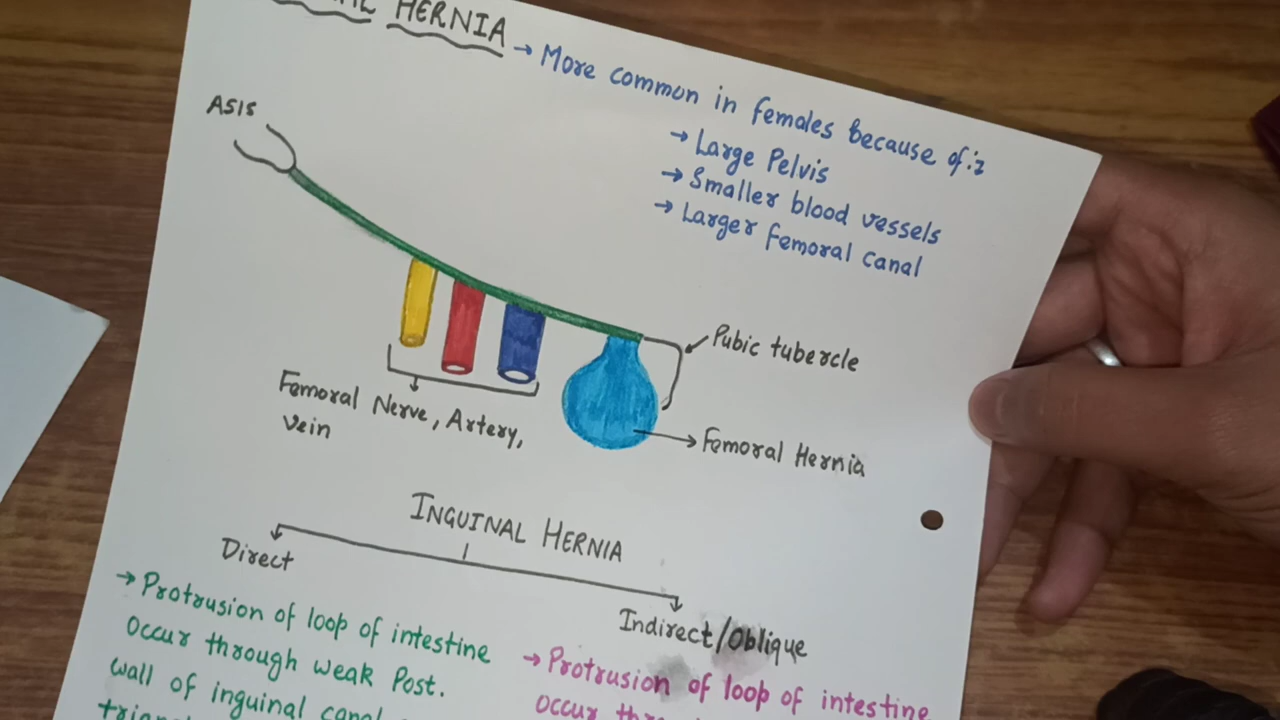 HERNIA → More common in females because of:-
→ Large Pelvis
→ Smaller blood vessels
→ Larger femoral canal
ASIS
Pubic tubercle
Femoral Nerve, Artery,
vein
Femoral Hernia
INGUINAL HERNIA
Direct
Indirect/Oblique
→ Protrusion of loop of intestine
occur through weak Post.
wall of inguinal canal
→ Protrusion of loop of intestine
occur